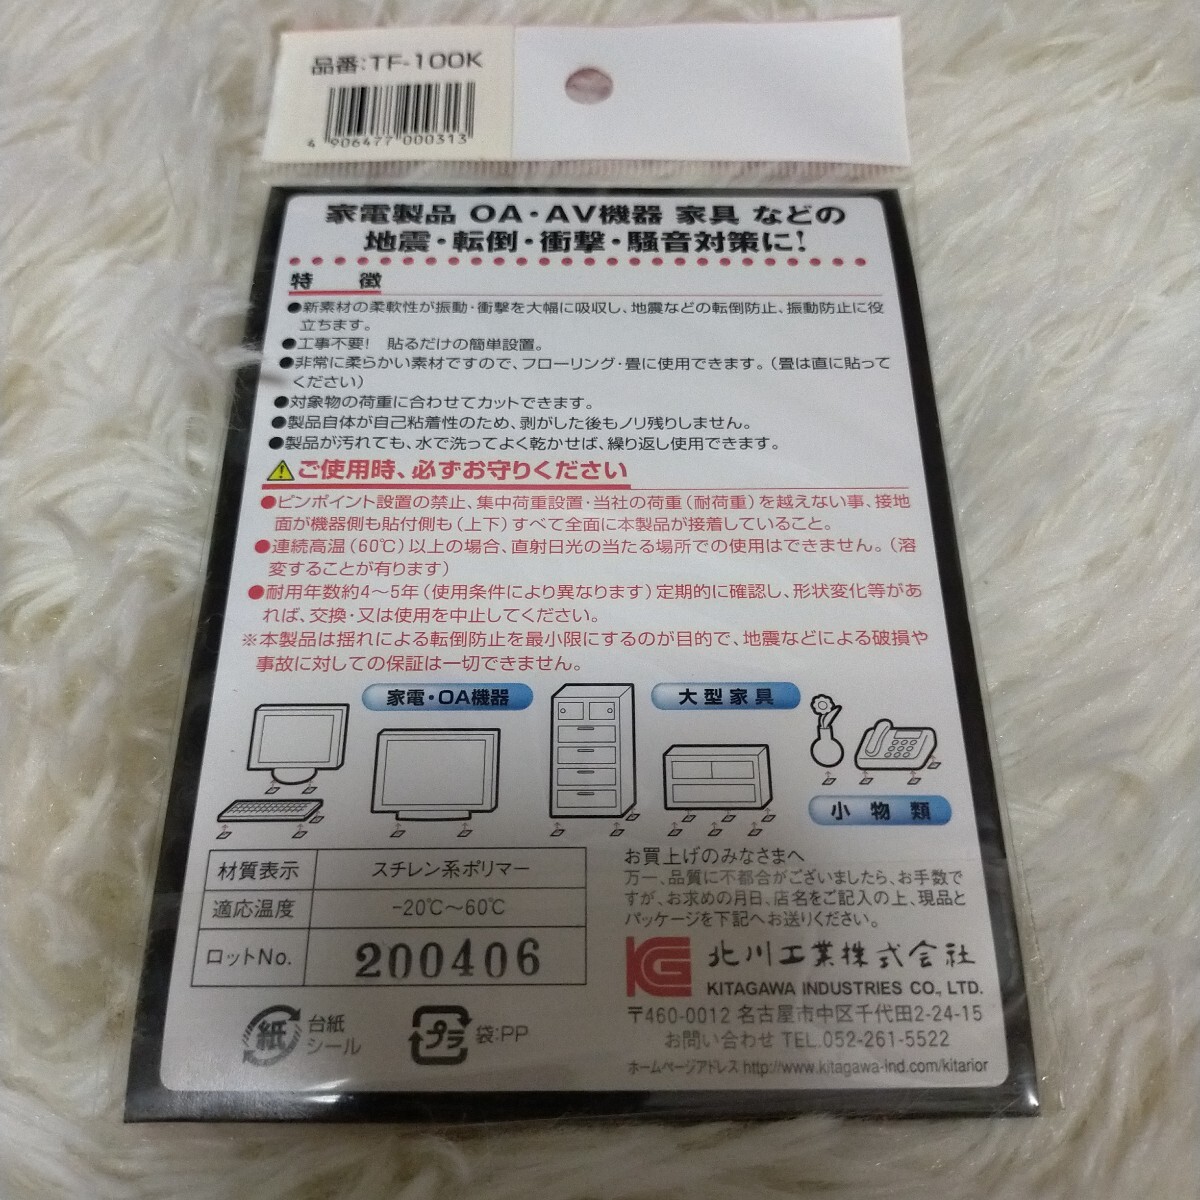 品番:TF-100K
4 906477 000313
家電製品 OA・AV機器 家具 などの
地震・転倒・衝撃・騒音対策に!
特 徴
●新素材の柔軟性が振動・衝撃を大幅に吸収し、地震などの転倒防止、振動防止に役
立ちます。
●工事不要! 貼るだけの簡単設置。
●非常に柔らかい素材ですので、フローリング・畳に使用できます。(畳は直に貼って
ください)
●対象物の荷重に合わせてカットできます。
●製品自体が自己粘着性のため、剥がした後もノリ残りしません。
●製品が汚れても、水で洗ってよく乾かせば、繰り返し使用できます。
⚠ご使用時、必ずお守りください
●ピンポイント設置の禁止、集中荷重設置・当社の荷重(耐荷重)を越えない事、接地
面が機器側も貼付側も(上下)すべて全面に本製品が接着していること。
●連続高温(60℃)以上の場合、直射日光の当たる場所での使用はできません。(溶
変することが有ります)
●耐用年数約4～5年(使用条件により異なります)定期的に確認し、形状変化等があ
れば、交換・又は使用を中止してください。
※本製品は揺れによる転倒防止を最小限にするのが目的で、地震などによる破損や
事故に対しての保証は一切できません。
家電・OA機器
大型家具
小物類
材質表示 スチレン系ポリマー
適応温度 -20℃～60℃
ロットNo. 200406
お買上げのみなさまへ
万一、品質に不都合がございましたら、お手数で
すが、お求めの月日、店名をご記入の上、現品と
パッケージを下記へお送りください。
KG 北川工業株式会社
KITAGAWA INDUSTRIES CO., LTD.
〒460-0012 名古屋市中区千代田2-24-15
お問い合わせ TEL.052-261-5522
ホームページアドレス http://www.kitagawa-ind.com/kitarior
紙 台紙
シール
プラ 袋:PP